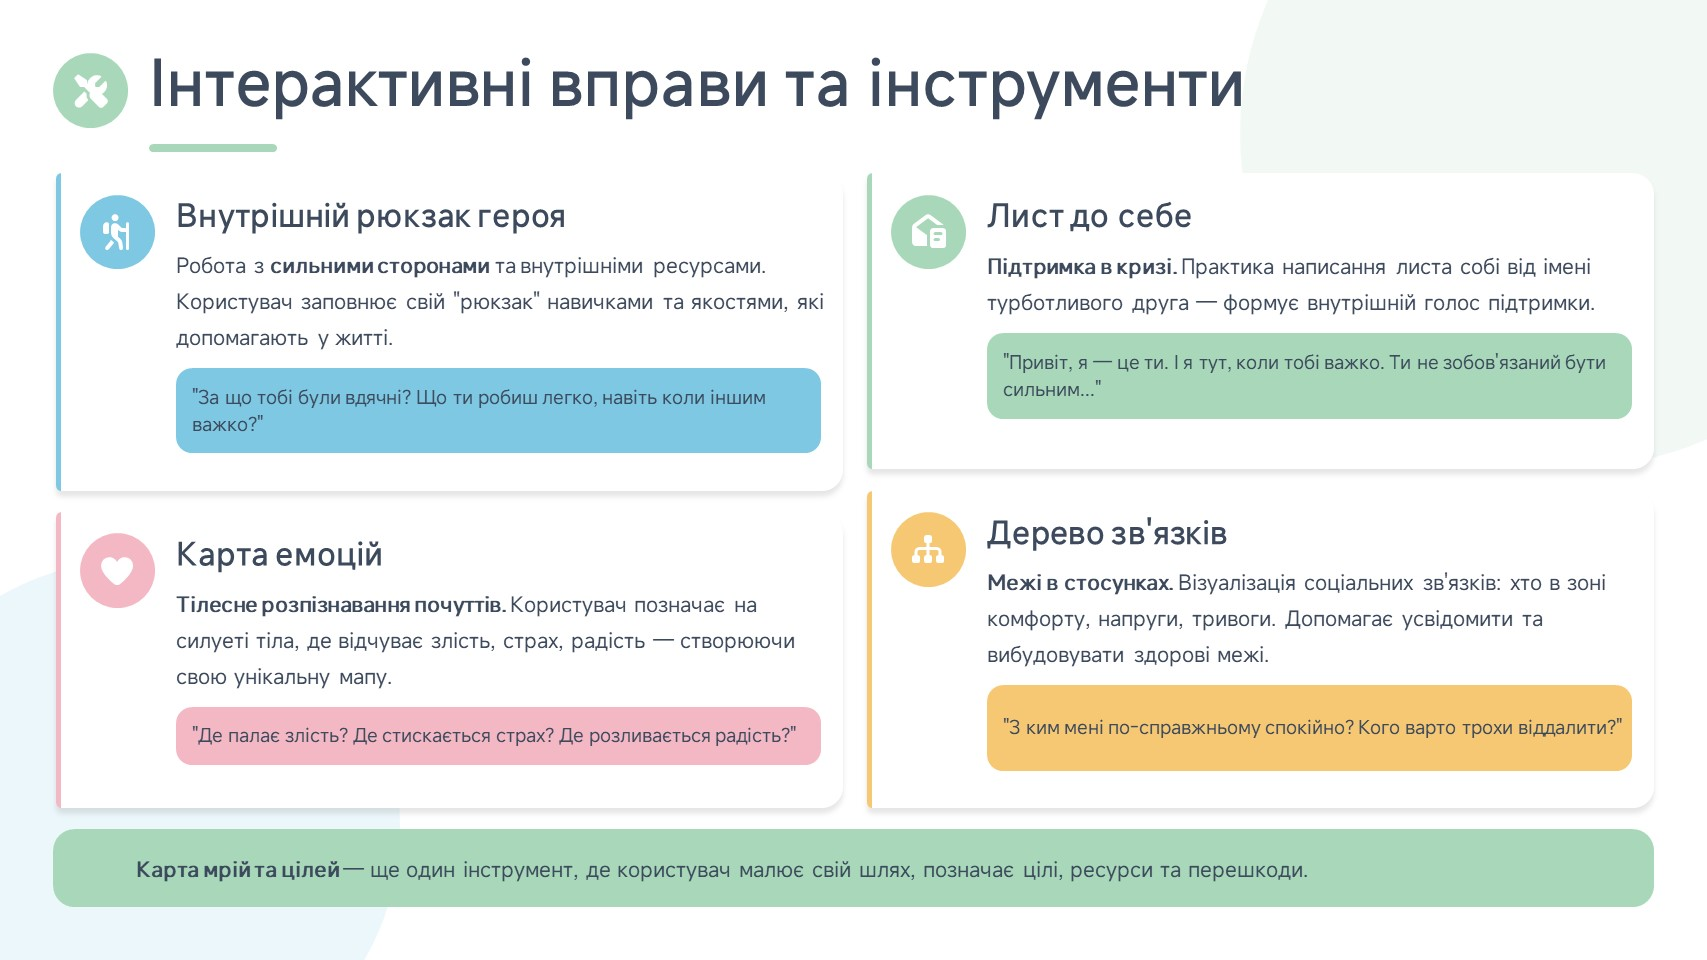 Інтерактивні вправи та інструменти
Внутрішній рюкзак героя
Робота з сильними сторонами та внутрішніми ресурсами.
Користувач заповнює свій "рюкзак" навичками та якостями, які
допомагають у житті.
"За що тобі були вдячні? Що ти робиш легко, навіть коли іншим
важко?"
Лист до себе
Підтримка в кризі. Практика написання листа собі від імені
турботливого друга — формує внутрішній голос підтримки.
"Привіт, я — це ти. І я тут, коли тобі важко. Ти не зобов'язаний бути
сильним..."
Карта емоцій
Тілесне розпізнавання почуттів. Користувач позначає на
силуеті тіла, де відчуває злість, страх, радість — створюючи
свою унікальну мапу.
"Де палає злість? Де стискається страх? Де розливається радість?"
Дерево зв'язків
Межі в стосунках. Візуалізація соціальних зв'язків: хто в зоні
комфорту, напруги, тривоги. Допомагає усвідомити та
вибудовувати здорові межі.
"З ким мені по-справжньому спокійно? Кого варто трохи віддалити?"
Карта мрій та цілей — ще один інструмент, де користувач малює свій шлях, позначає цілі, ресурси та перешкоди.